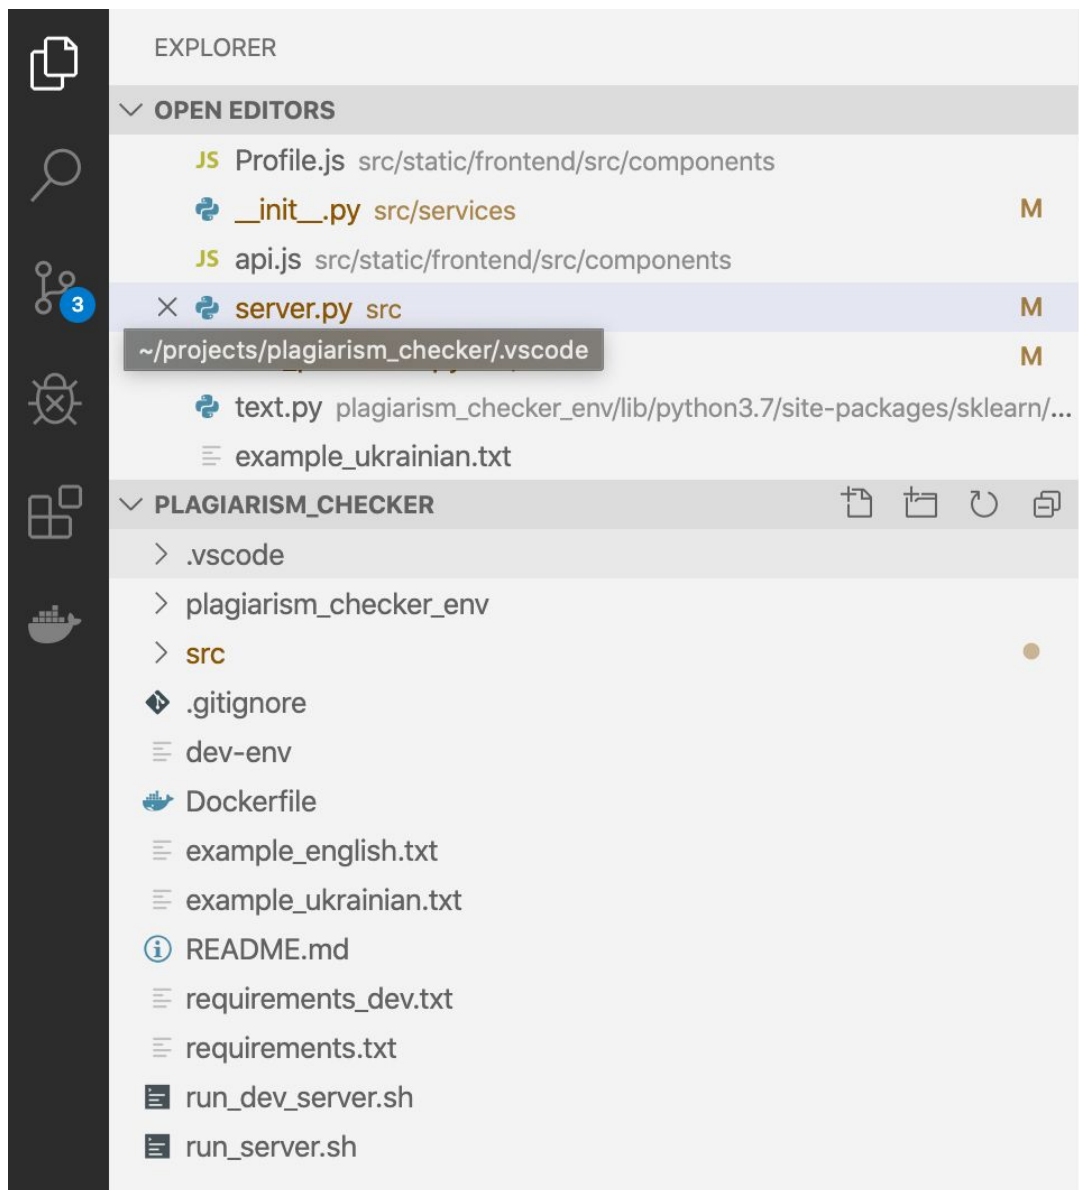 EXPLORER
OPEN EDITORS
JS Profile.js src/static/frontend/src/components
__init__.py src/services M
JS api.js src/static/frontend/src/components
3
server.py src M
~/projects/plagiarism_checker/.vscode
M
text.py plagiarism_checker_env/lib/python3.7/site-packages/sklearn/...
example_ukrainian.txt
PLAGIARISM_CHECKER
.vscode
plagiarism_checker_env
src
.gitignore
dev-env
Dockerfile
example_english.txt
example_ukrainian.txt
README.md
requirements_dev.txt
requirements.txt
run_dev_server.sh
run_server.sh